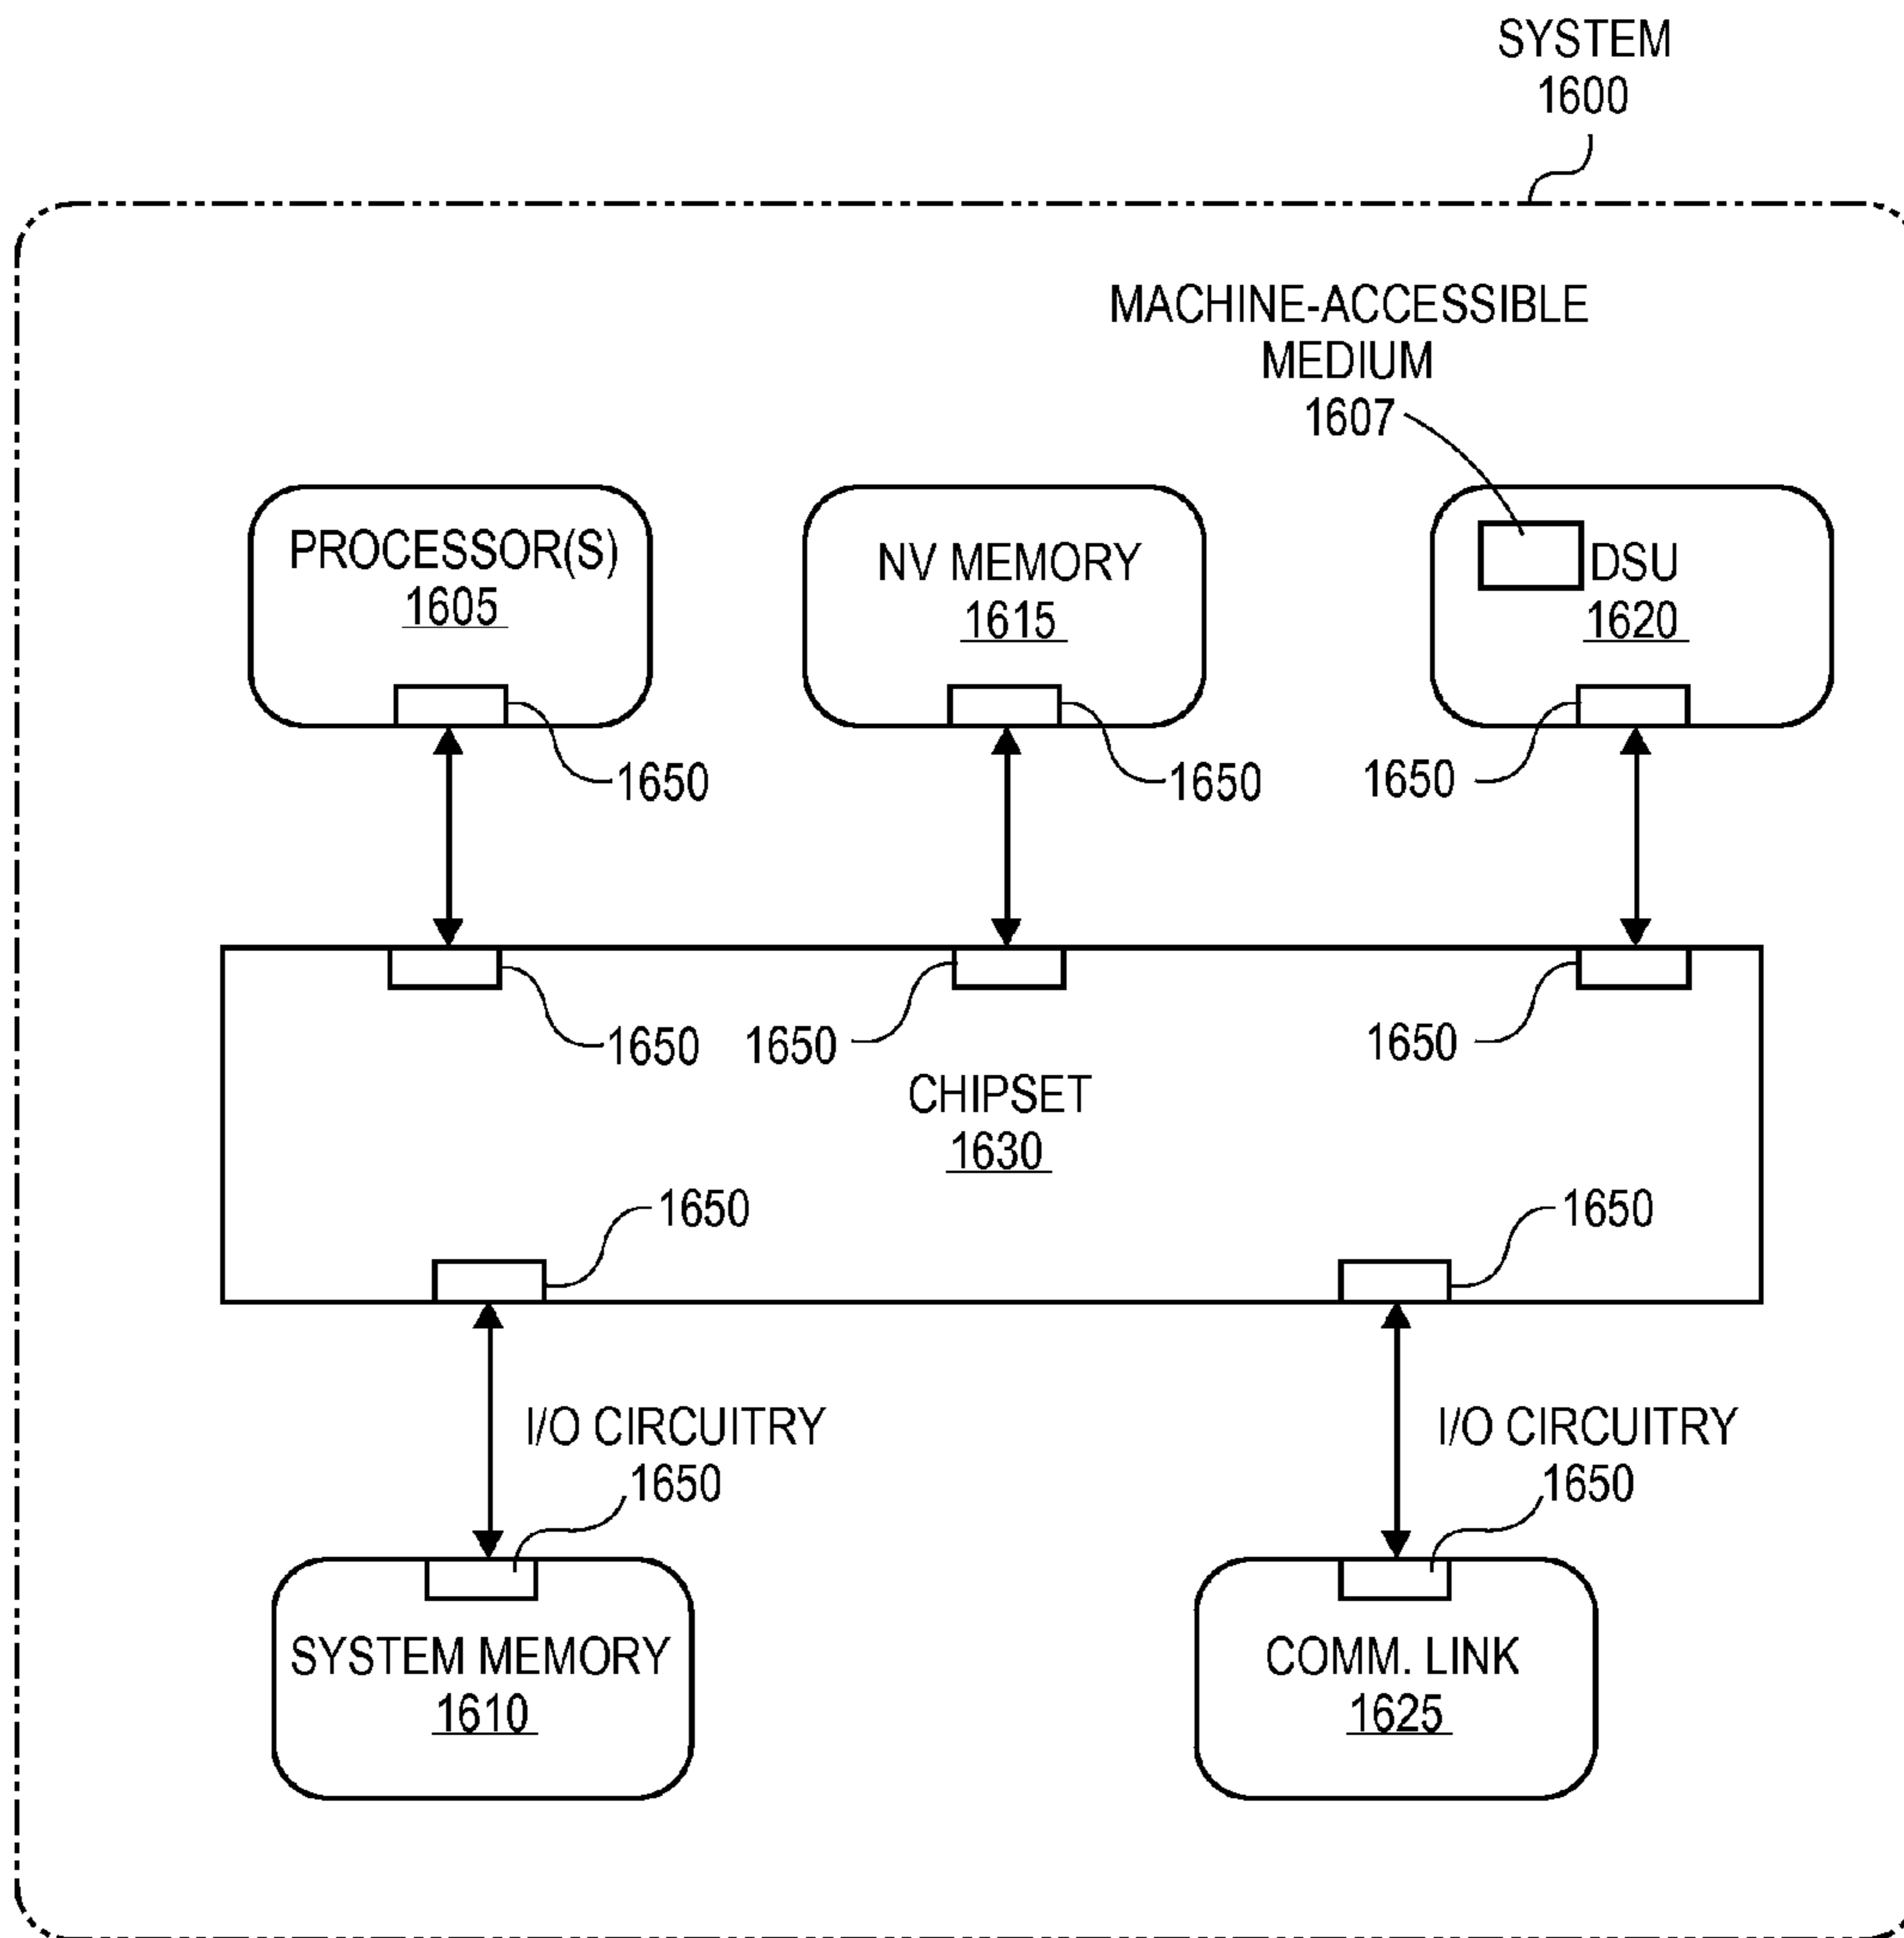 SYSTEM
1600
MACHINE-ACCESSIBLE
MEDIUM
1607
PROCESSOR(S)
1605
NV MEMORY
1615
DSU
1620
1650
1650
1650
1650
1650
1650
CHIPSET
1630
1650
1650
I/O CIRCUITRY
1650
I/O CIRCUITRY
1650
SYSTEM MEMORY
1610
COMM. LINK
1625